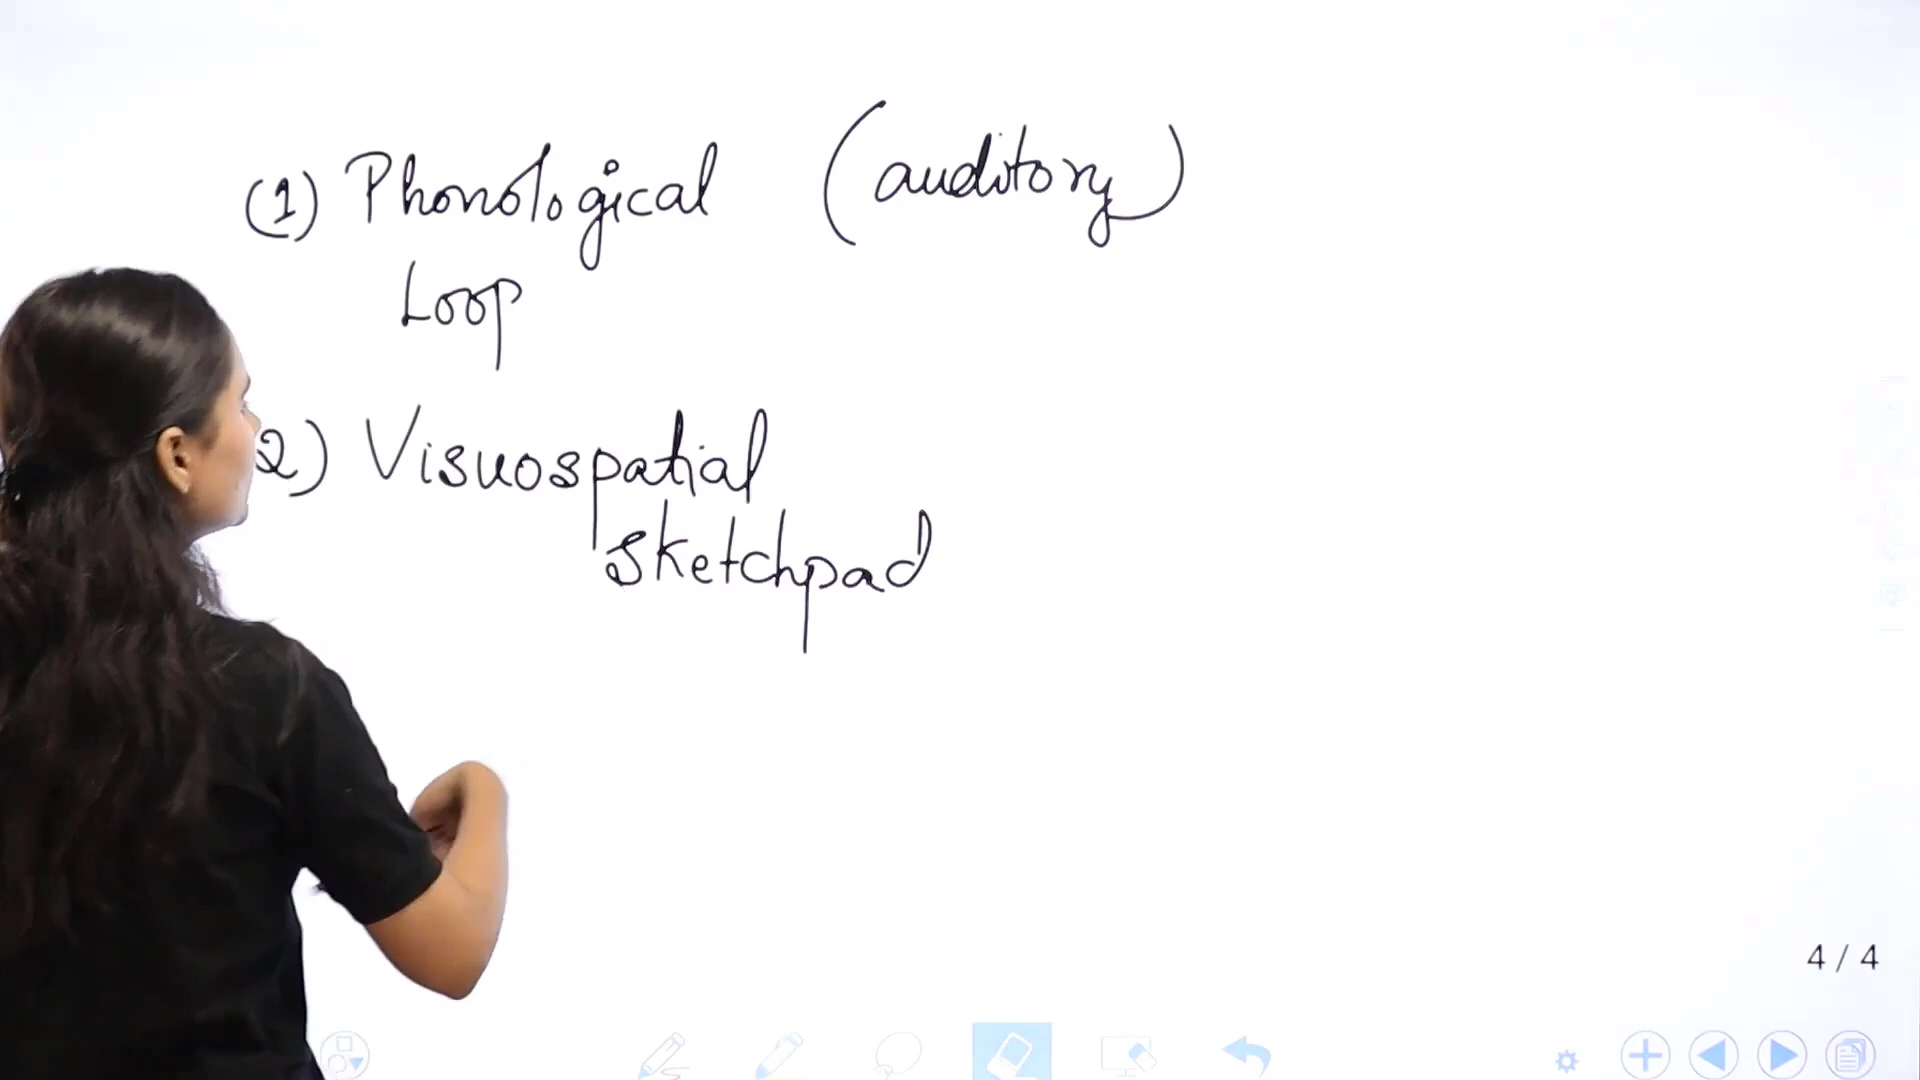 (1) Phonological (auditory)
Loop
2) Visuospatial
sketchpad
4 / 4